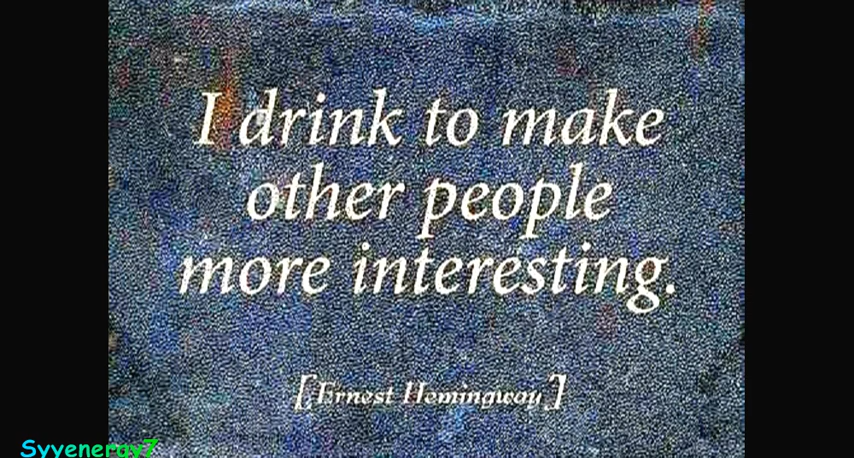 I drink to make
other people
more interesting.
[Ernest Hemingway]
Syyenergy7